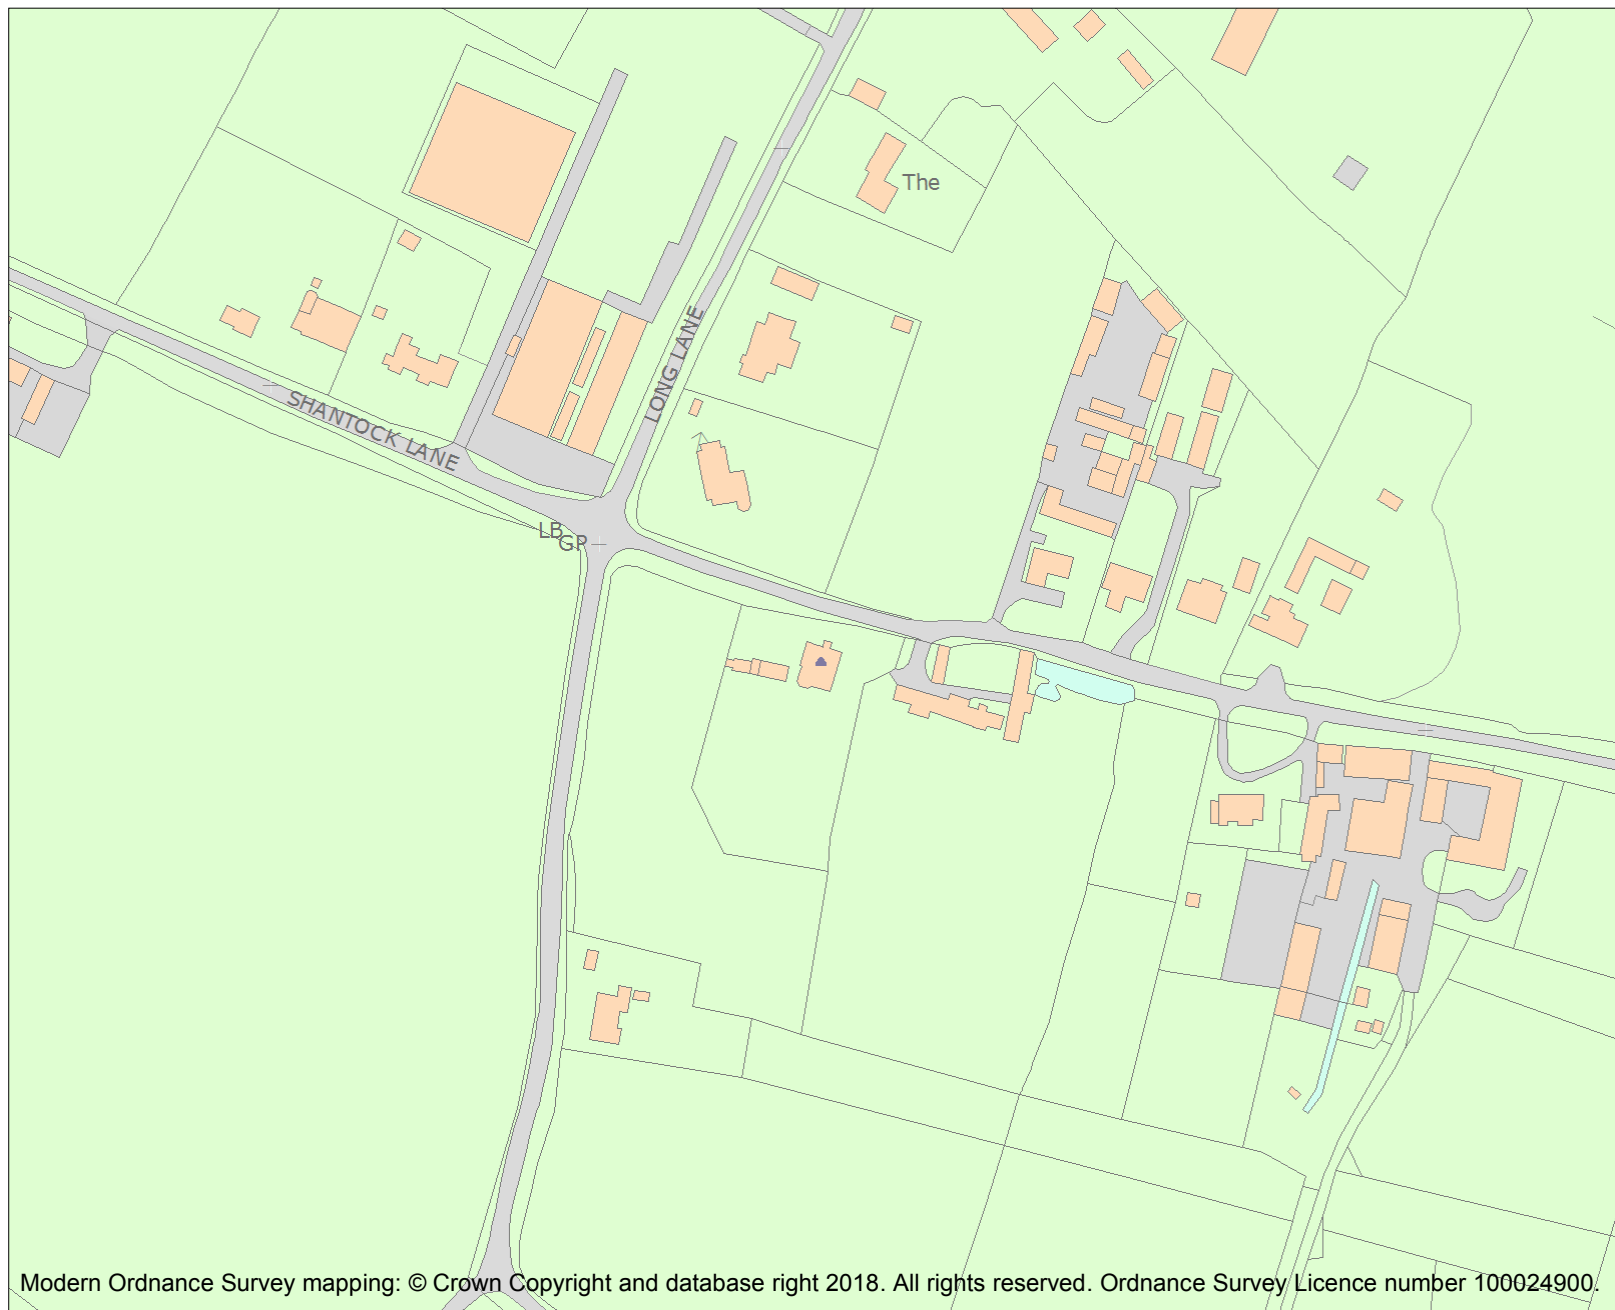 The
LONG LANE
SHANTOCK LANE
LB
GP
Modern Ordnance Survey mapping: © Crown Copyright and database right 2018. All rights reserved. Ordnance Survey Licence number 100024900.